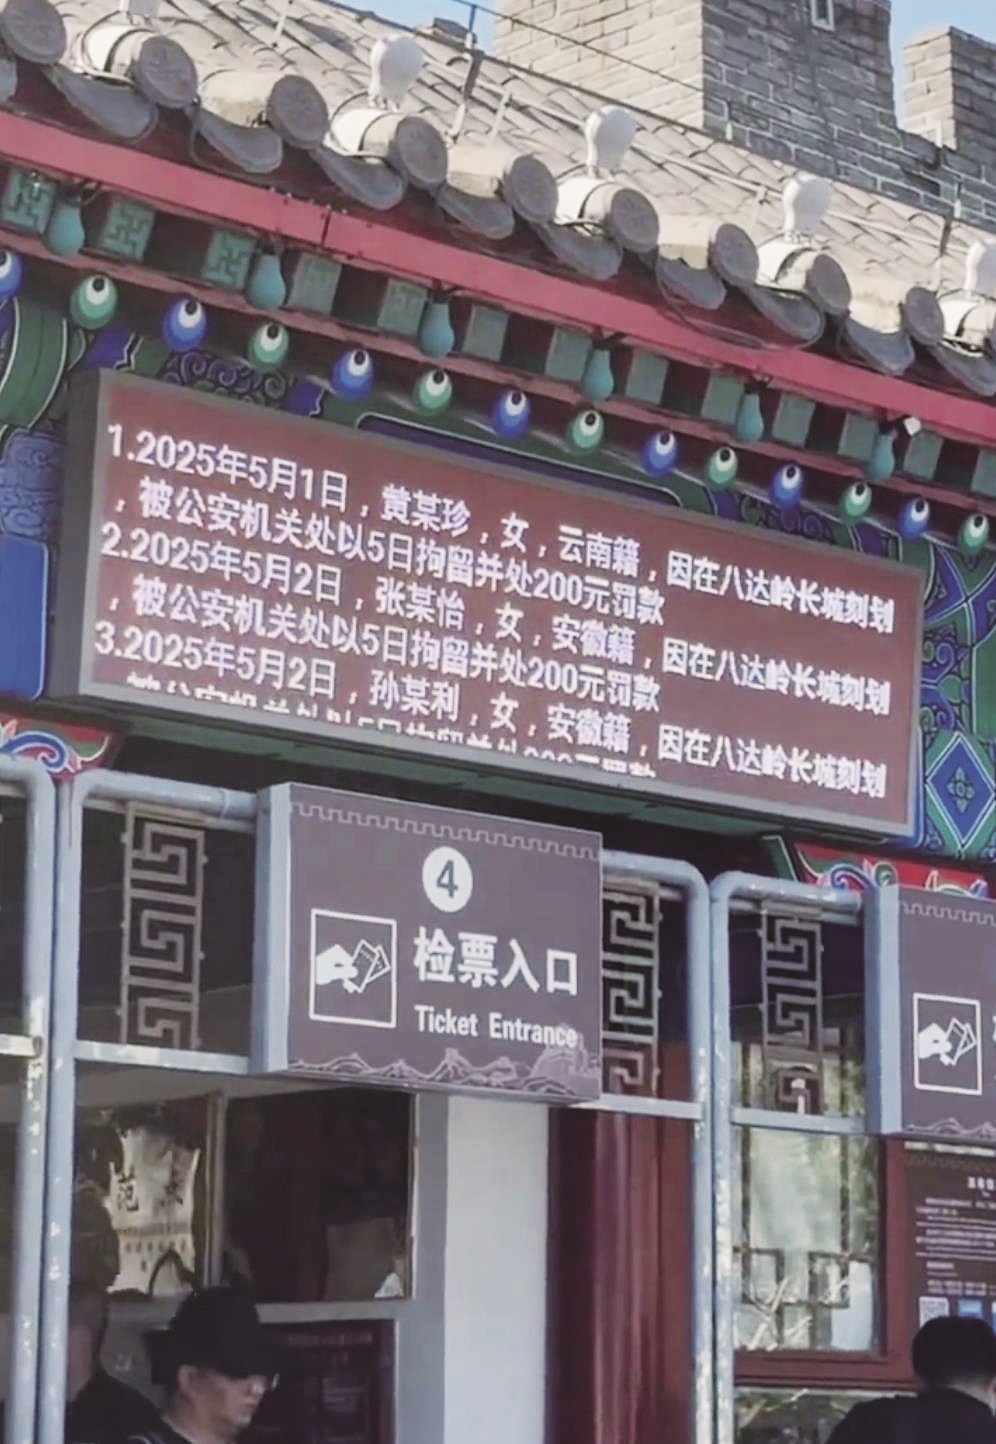 1.2025年5月1日，黄某珍，女，云南籍，因在八达岭长城刻划
，被公安机关处以5日拘留并处200元罚款
2.2025年5月2日，张某怡，女，安徽籍，因在八达岭长城刻划
，被公安机关处以5日拘留并处200元罚款
3.2025年5月2日，孙某利，女，安徽籍，因在八达岭长城刻划
4
检票入口
Ticket Entrance